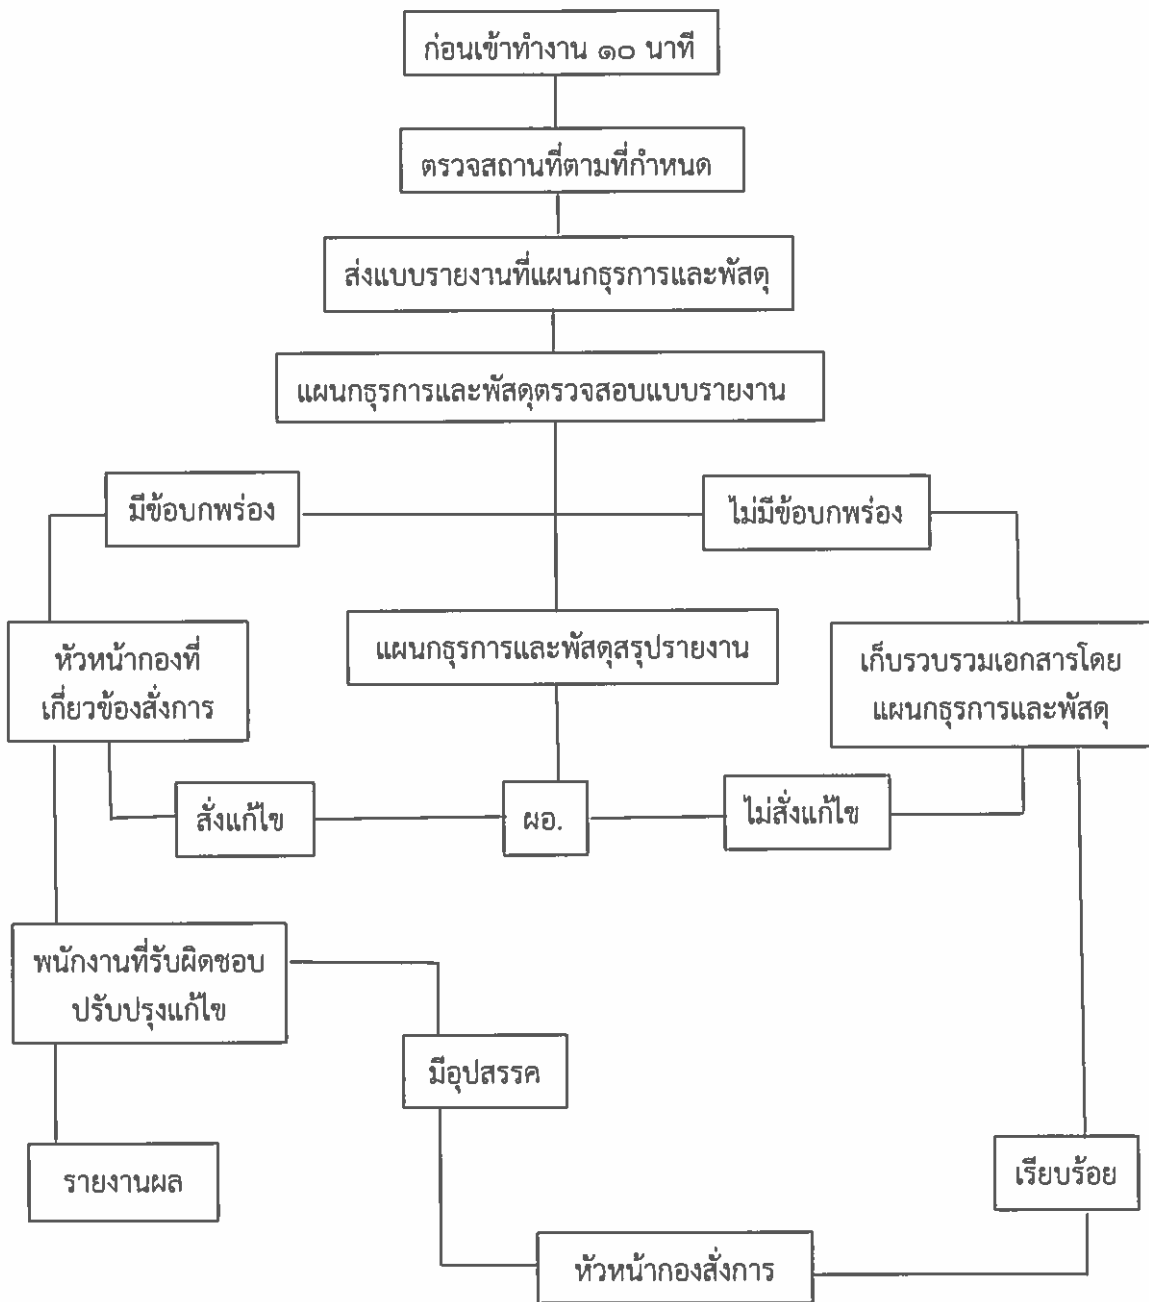 ก่อนเข้าทำงาน ๑๐ นาที
ตรวจสถานที่ตามที่กำหนด
ส่งแบบรายงานที่แผนกธุรการและพัสดุ
แผนกธุรการและพัสดุตรวจสอบแบบรายงาน
มีข้อบกพร่อง
ไม่มีข้อบกพร่อง
หัวหน้ากองที่
เกี่ยวข้องสั่งการ
แผนกธุรการและพัสดุสรุปรายงาน
เก็บรวบรวมเอกสารโดย
แผนกธุรการและพัสดุ
สั่งแก้ไข
ผอ.
ไม่สั่งแก้ไข
พนักงานที่รับผิดชอบ
ปรับปรุงแก้ไข
มีอุปสรรค
รายงานผล
เรียบร้อย
หัวหน้ากองสั่งการ